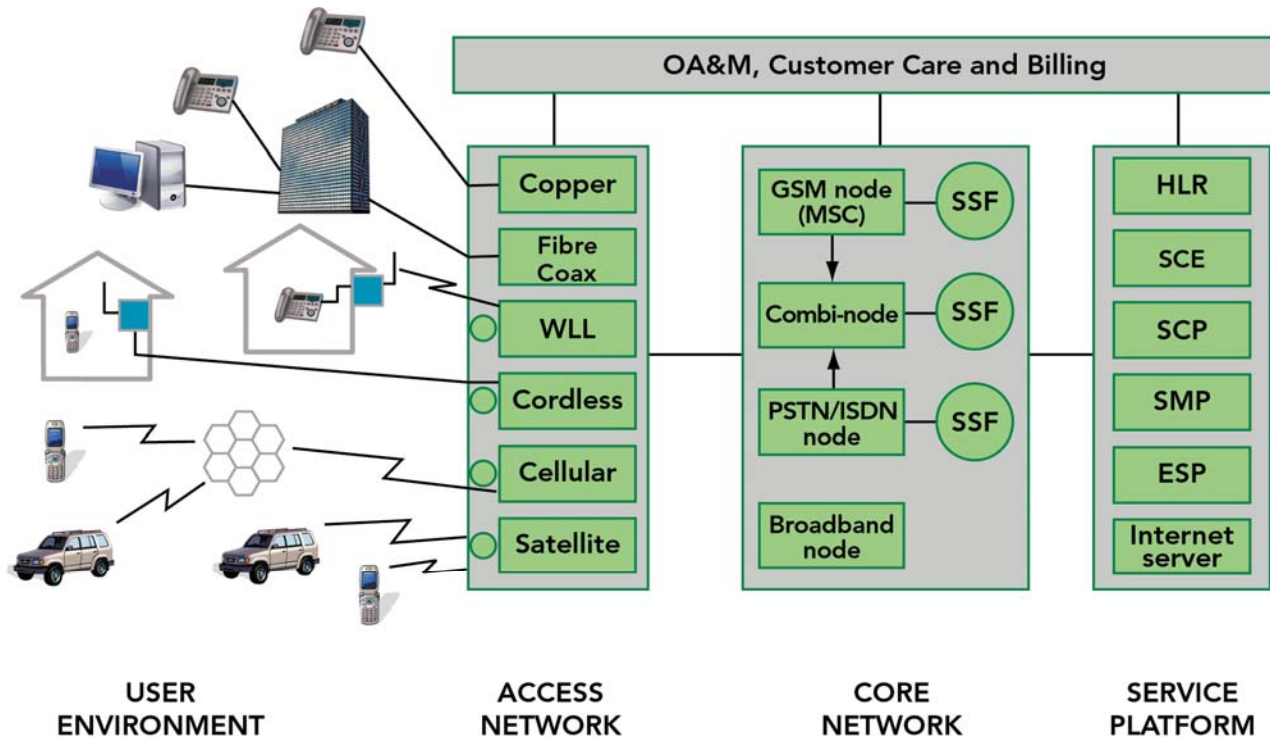 OA&M, Customer Care and Billing
Copper
Fibre
Coax
WLL
Cordless
Cellular
Satellite
GSM node
(MSC)
SSF
Combi-node
SSF
PSTN/ISDN
node
SSF
Broadband
node
HLR
SCE
SCP
SMP
ESP
Internet
server
USER
ENVIRONMENT
ACCESS
NETWORK
CORE
NETWORK
SERVICE
PLATFORM